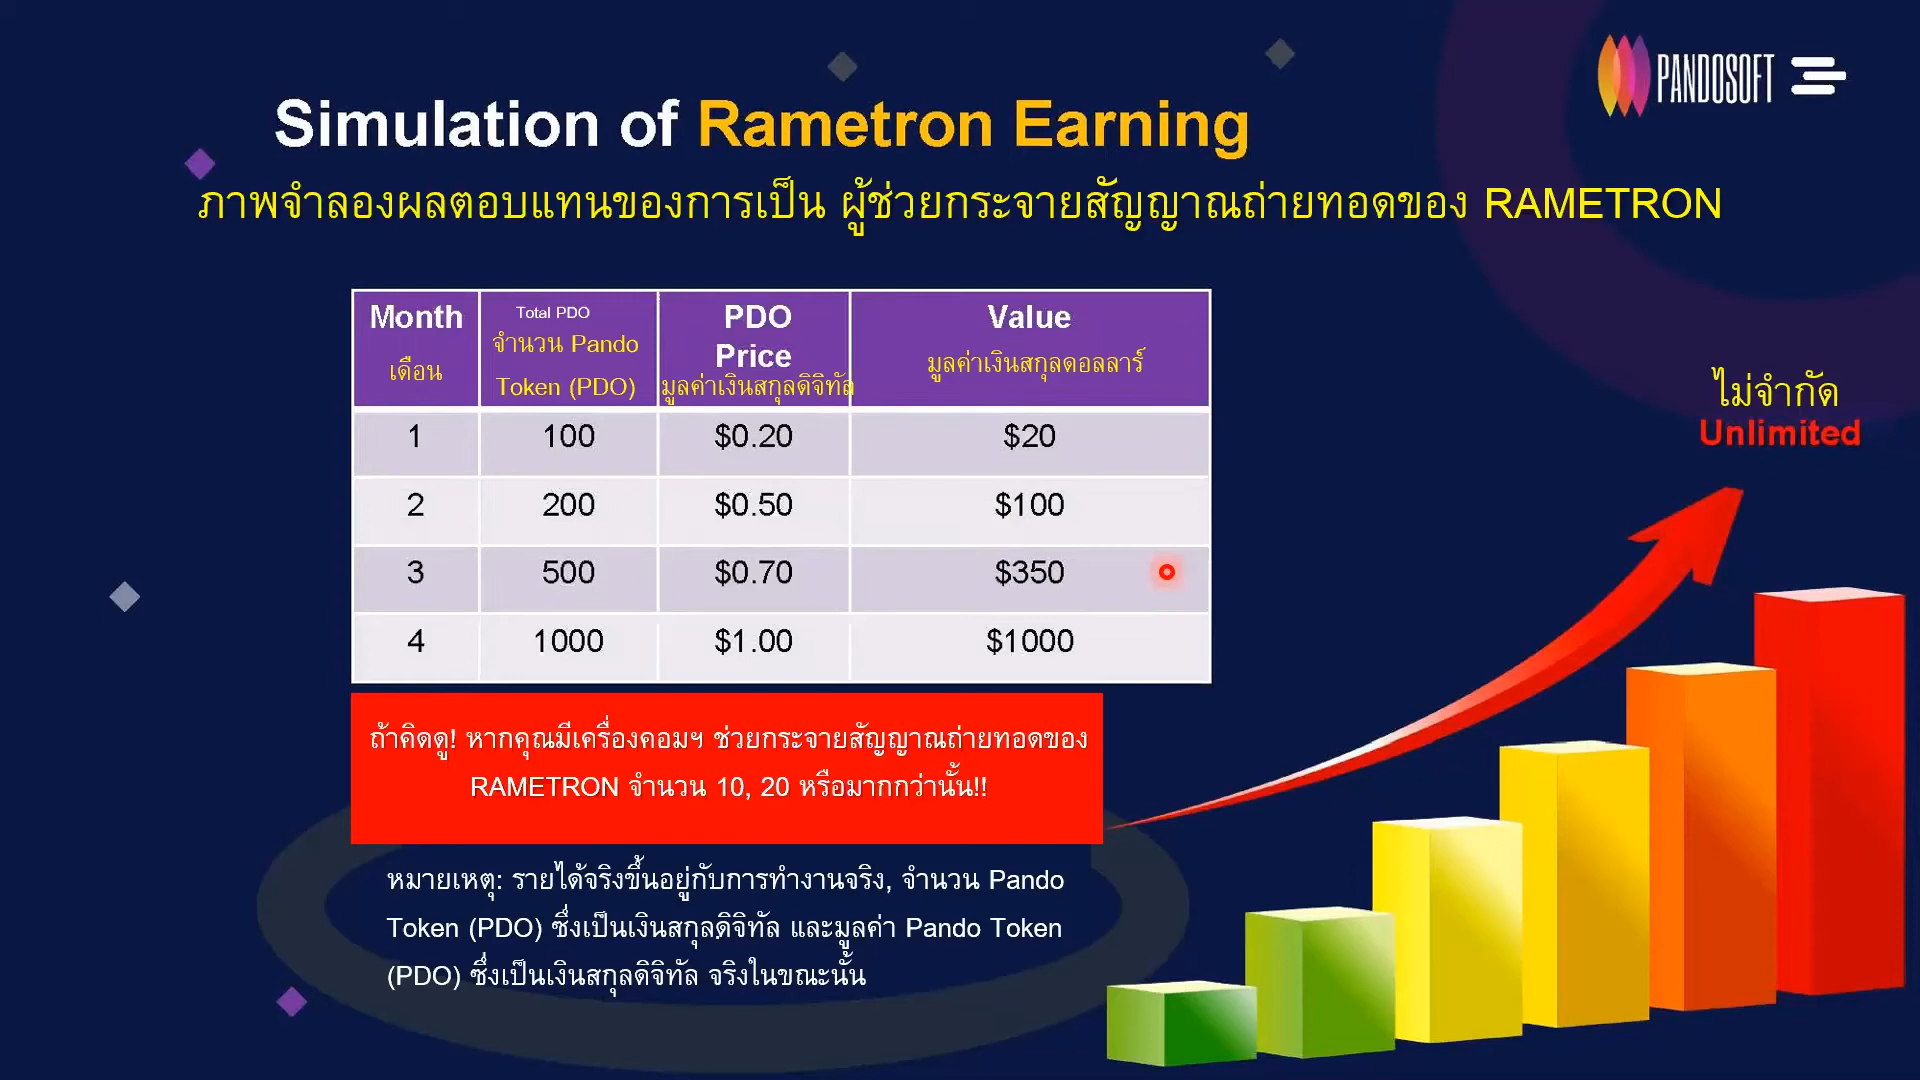 PANDOSOFT
Simulation of Rametron Earning
ภาพจำลองผลตอบแทนของการเป็น ผู้ช่วยกระจายสัญญาณถ่ายทอดของ RAMETRON
Month
เดือน
Total PDO
จำนวน Pando
Token (PDO)
PDO
Price
มูลค่าเงินสกุลดิจิทัล
Value
มูลค่าเงินสกุลดอลลาร์
1 100 $0.20 $20
2 200 $0.50 $100
3 500 $0.70 $350
4 1000 $1.00 $1000
ไม่จำกัด
Unlimited
ถ้าคิดดู! หากคุณมีเครื่องคอมฯ ช่วยกระจายสัญญาณถ่ายทอดของ
RAMETRON จำนวน 10, 20 หรือมากกว่านั้น!!
หมายเหตุ: รายได้จริงขึ้นอยู่กับการทำงานจริง, จำนวน Pando
Token (PDO) ซึ่งเป็นเงินสกุลดิจิทัล และมูลค่า Pando Token
(PDO) ซึ่งเป็นเงินสกุลดิจิทัล จริงในขณะนั้น